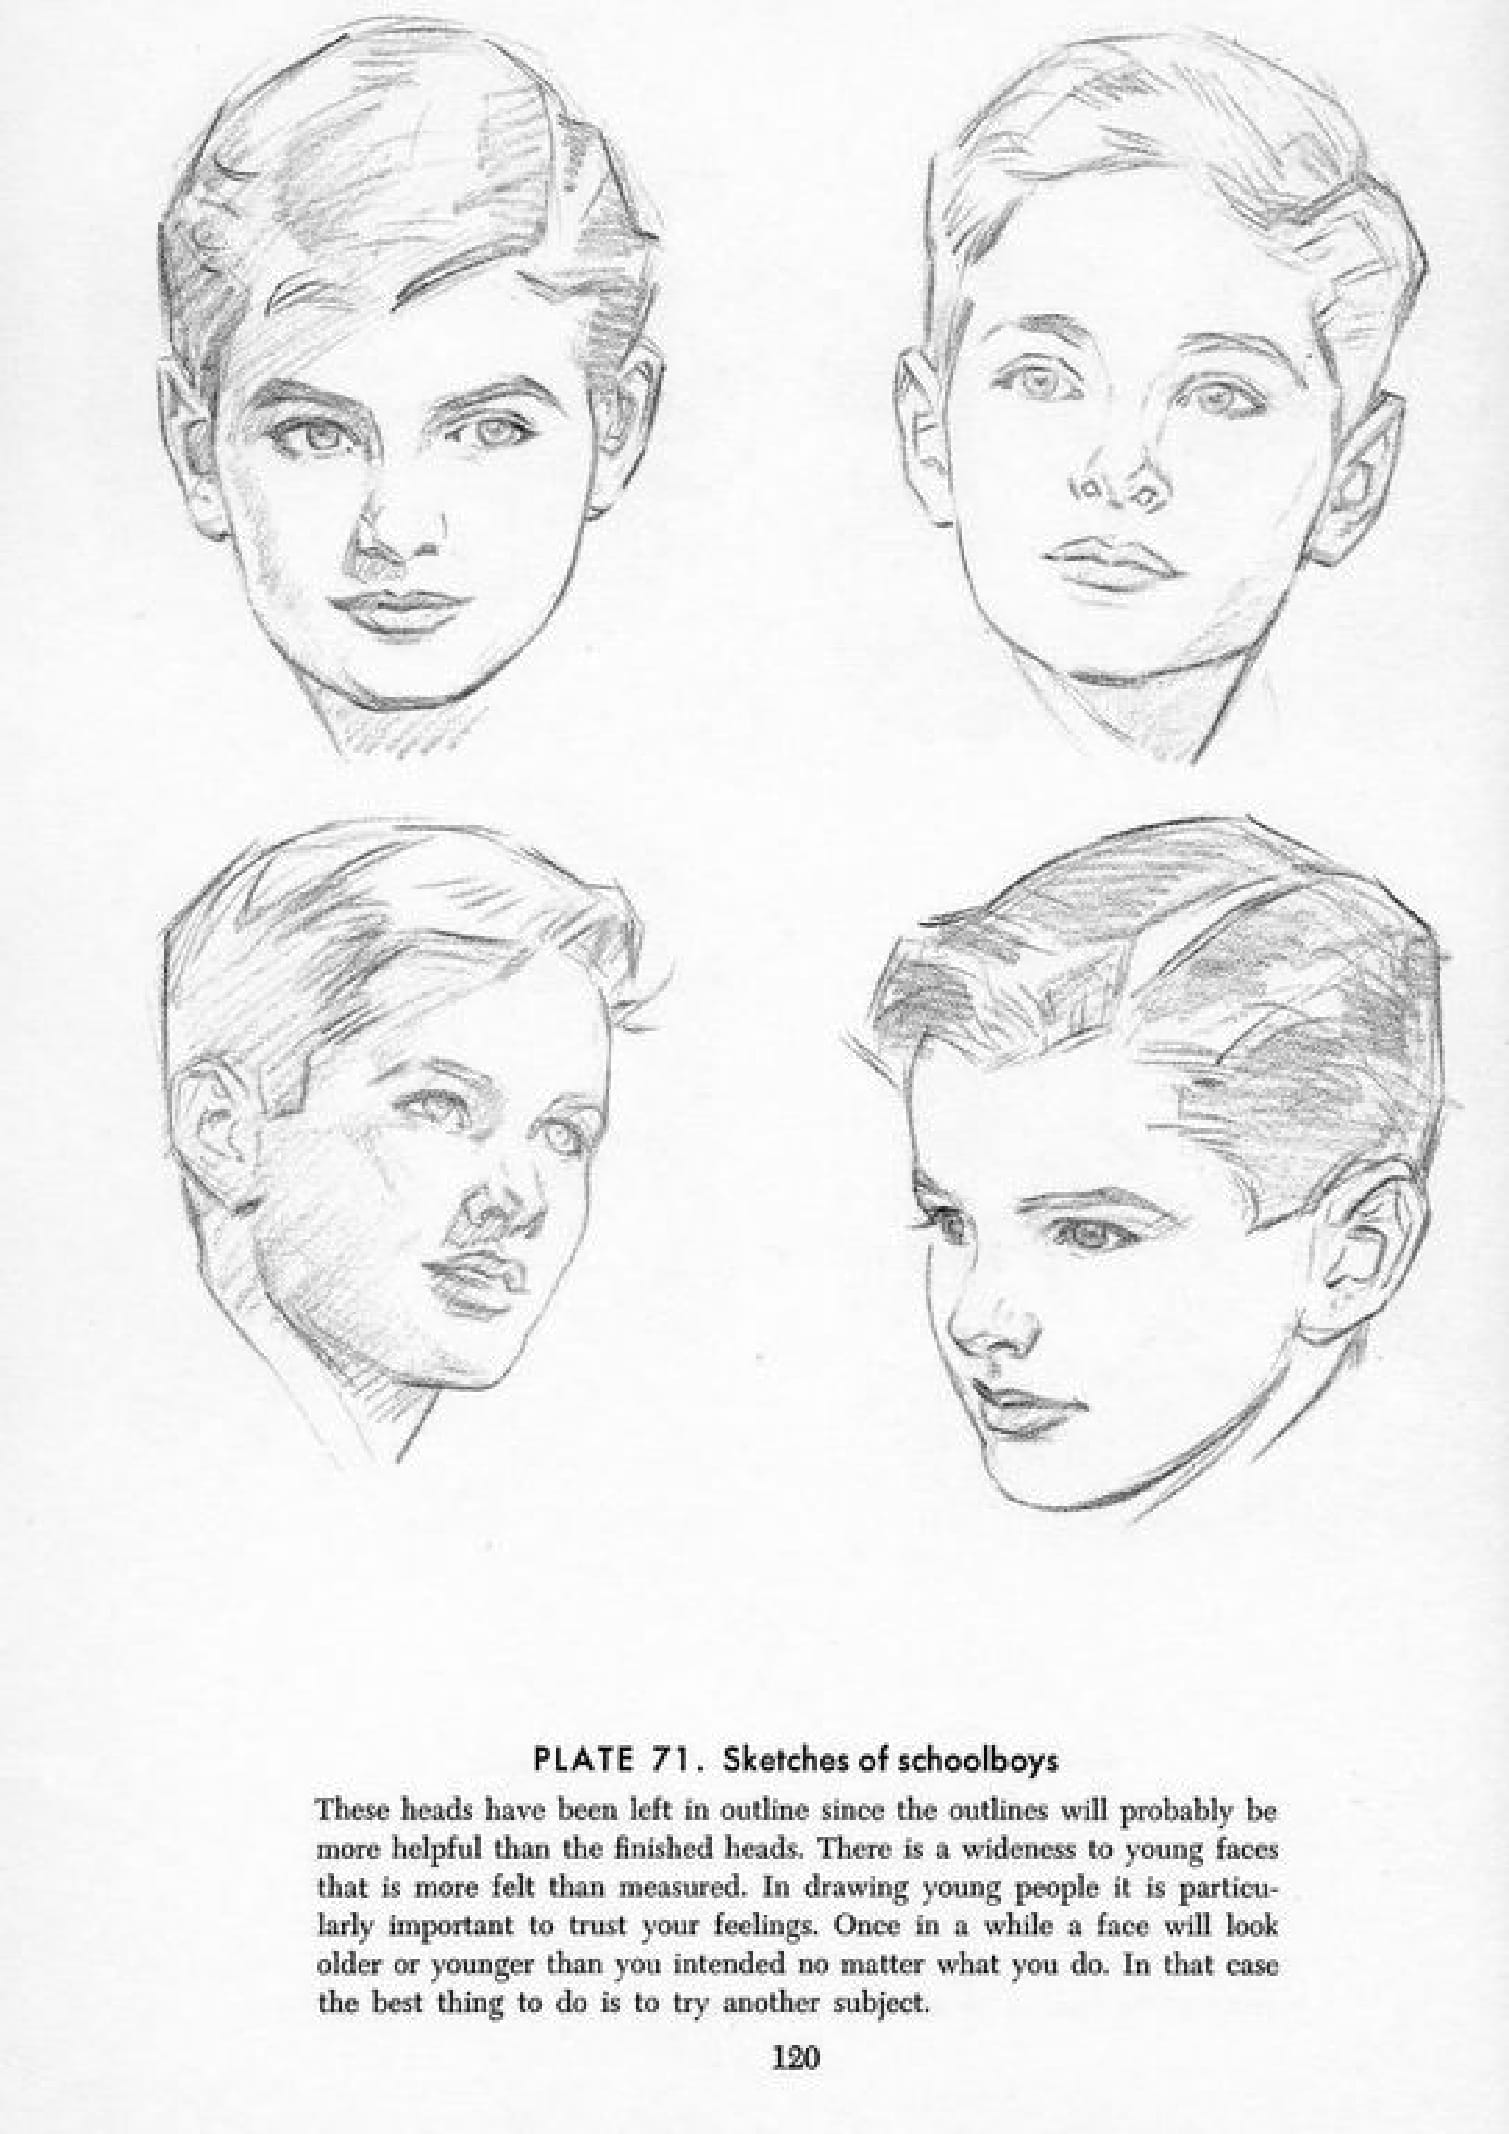 PLATE 71. Sketches of schoolboys
These heads have been left in outline since the outlines will probably be
more helpful than the finished heads. There is a wideness to young faces
that is more felt than measured. In drawing young people it is particu-
larly important to trust your feelings. Once in a while a face will look
older or younger than you intended no matter what you do. In that case
the best thing to do is to try another subject.
120